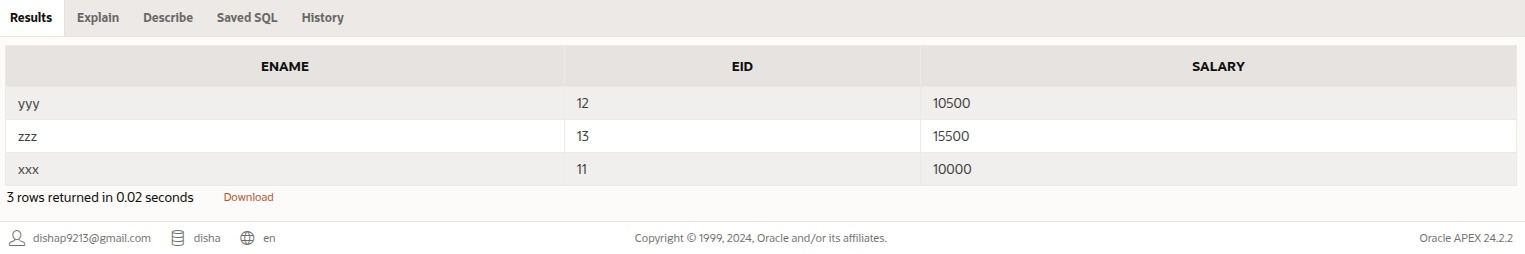 Results Explain Describe Saved SQL History
ENAME EID SALARY
yyy 12 10500
zzz 13 15500
xxx 11 10000
3 rows returned in 0.02 seconds Download
dishap9213@gmail.com disha en Copyright © 1999, 2024, Oracle and/or its affiliates. Oracle APEX 24.2.2